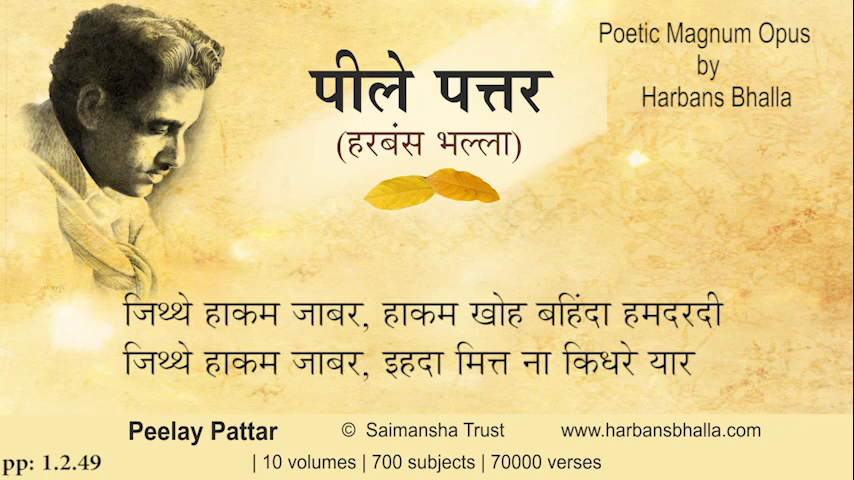 पीले पत्तर
(हरबंस भल्ला)
Poetic Magnum Opus
by
Harbans Bhalla
जिथ्थे हाकम जाबर, हाकम खोह बहिंदा हमदरदी
जिथ्थे हाकम जाबर, इहदा मित्त ना किधरे यार
Peelay Pattar © Saimansha Trust www.harbansbhalla.com
pp: 1.2.49 | 10 volumes | 700 subjects | 70000 verses